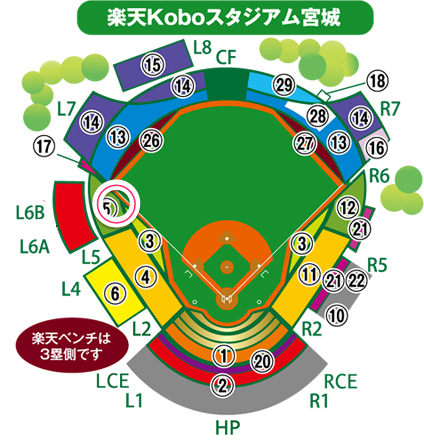 楽天Koboスタジアム宮城
L8
CF
⑮
⑭
㉙
⑱
L7
⑭
⑬
㉖
㉗
㉘
⑬
⑭
R7
⑯
⑰
R6
L6B
⑤
⑫
㉑
L6A
③
③
L5
④
⑪
R5
L4
⑥
㉑
㉒
⑩
L2
R2
楽天ベンチは
3塁側です
①
⑳
②
LCE
RCE
L1
R1
HP